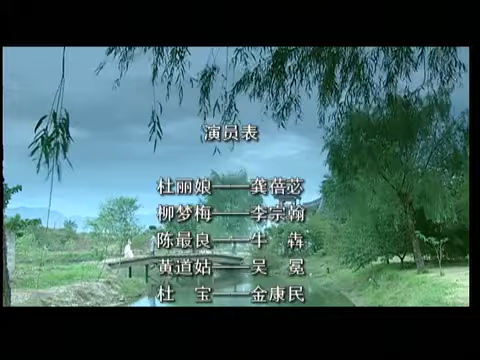 演员表
杜丽娘——龚蓓苾
柳梦梅——李宗翰
陈最良——牛 犇
黄道姑——吴 冕
杜 宝——金康民